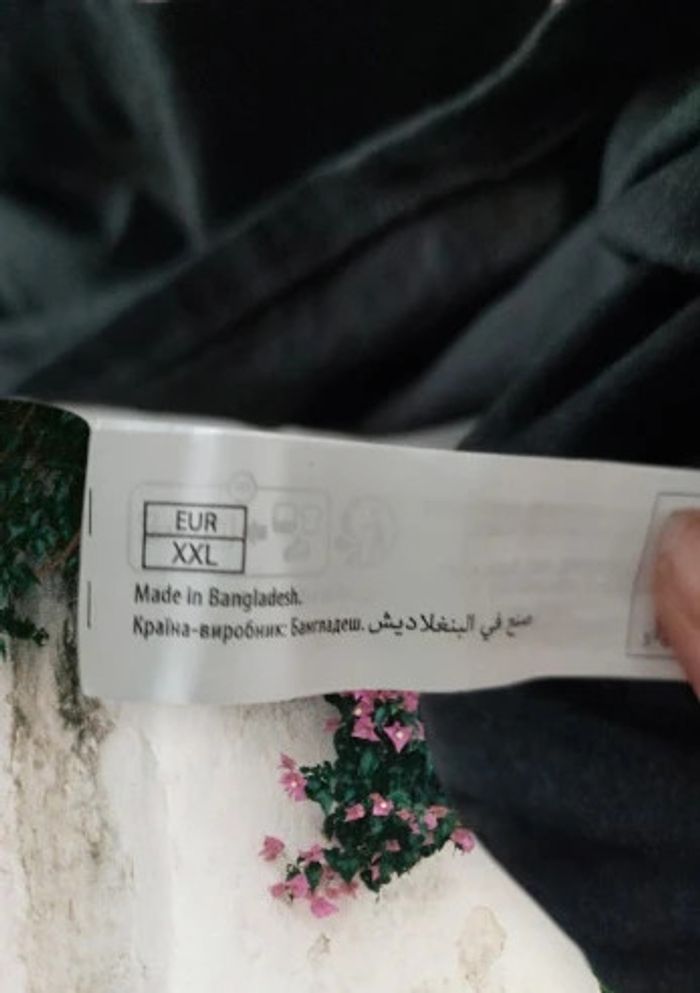 EUR
XXL
Made in Bangladesh.
Країна-виробник: Бангладеш. صنع في البنغلاديش